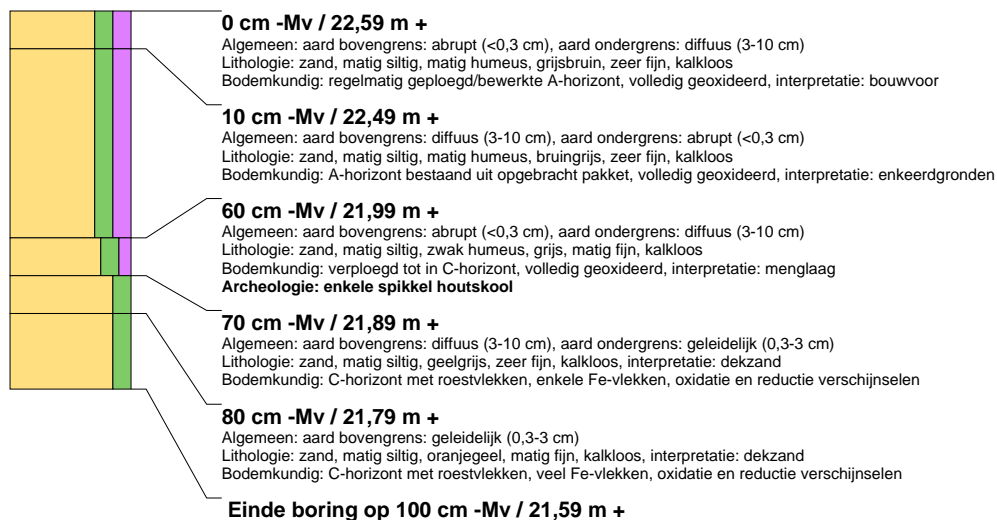 0 cm -Mv / 22,59 m +
Algemeen: aard bovengrens: abrupt (<0,3 cm), aard ondergrens: diffuus (3-10 cm)
Lithologie: zand, matig siltig, matig humeus, grijsbruin, zeer fijn, kalkloos
Bodemkundig: regelmatig geploegd/bewerkte A-horizont, volledig geoxideerd, interpretatie: bouwvoor
10 cm -Mv / 22,49 m +
Algemeen: aard bovengrens: diffuus (3-10 cm), aard ondergrens: abrupt (<0,3 cm)
Lithologie: zand, matig siltig, matig humeus, bruingrijs, zeer fijn, kalkloos
Bodemkundig: A-horizont bestaand uit opgebracht pakket, volledig geoxideerd, interpretatie: enkeerdgronden
60 cm -Mv / 21,99 m +
Algemeen: aard bovengrens: abrupt (<0,3 cm), aard ondergrens: diffuus (3-10 cm)
Lithologie: zand, matig siltig, zwak humeus, grijs, matig fijn, kalkloos
Bodemkundig: verploegd tot in C-horizont, volledig geoxideerd, interpretatie: menglaag
Archeologie: enkele spikkel houtskool
70 cm -Mv / 21,89 m +
Algemeen: aard bovengrens: diffuus (3-10 cm), aard ondergrens: geleidelijk (0,3-3 cm)
Lithologie: zand, matig siltig, geelgrijs, zeer fijn, kalkloos, interpretatie: dekzand
Bodemkundig: C-horizont met roestvlekken, enkele Fe-vlekken, oxidatie en reductie verschijnselen
80 cm -Mv / 21,79 m +
Algemeen: aard bovengrens: geleidelijk (0,3-3 cm)
Lithologie: zand, matig siltig, oranjegeel, matig fijn, kalkloos, interpretatie: dekzand
Bodemkundig: C-horizont met roestvlekken, veel Fe-vlekken, oxidatie en reductie verschijnselen
Einde boring op 100 cm -Mv / 21,59 m +